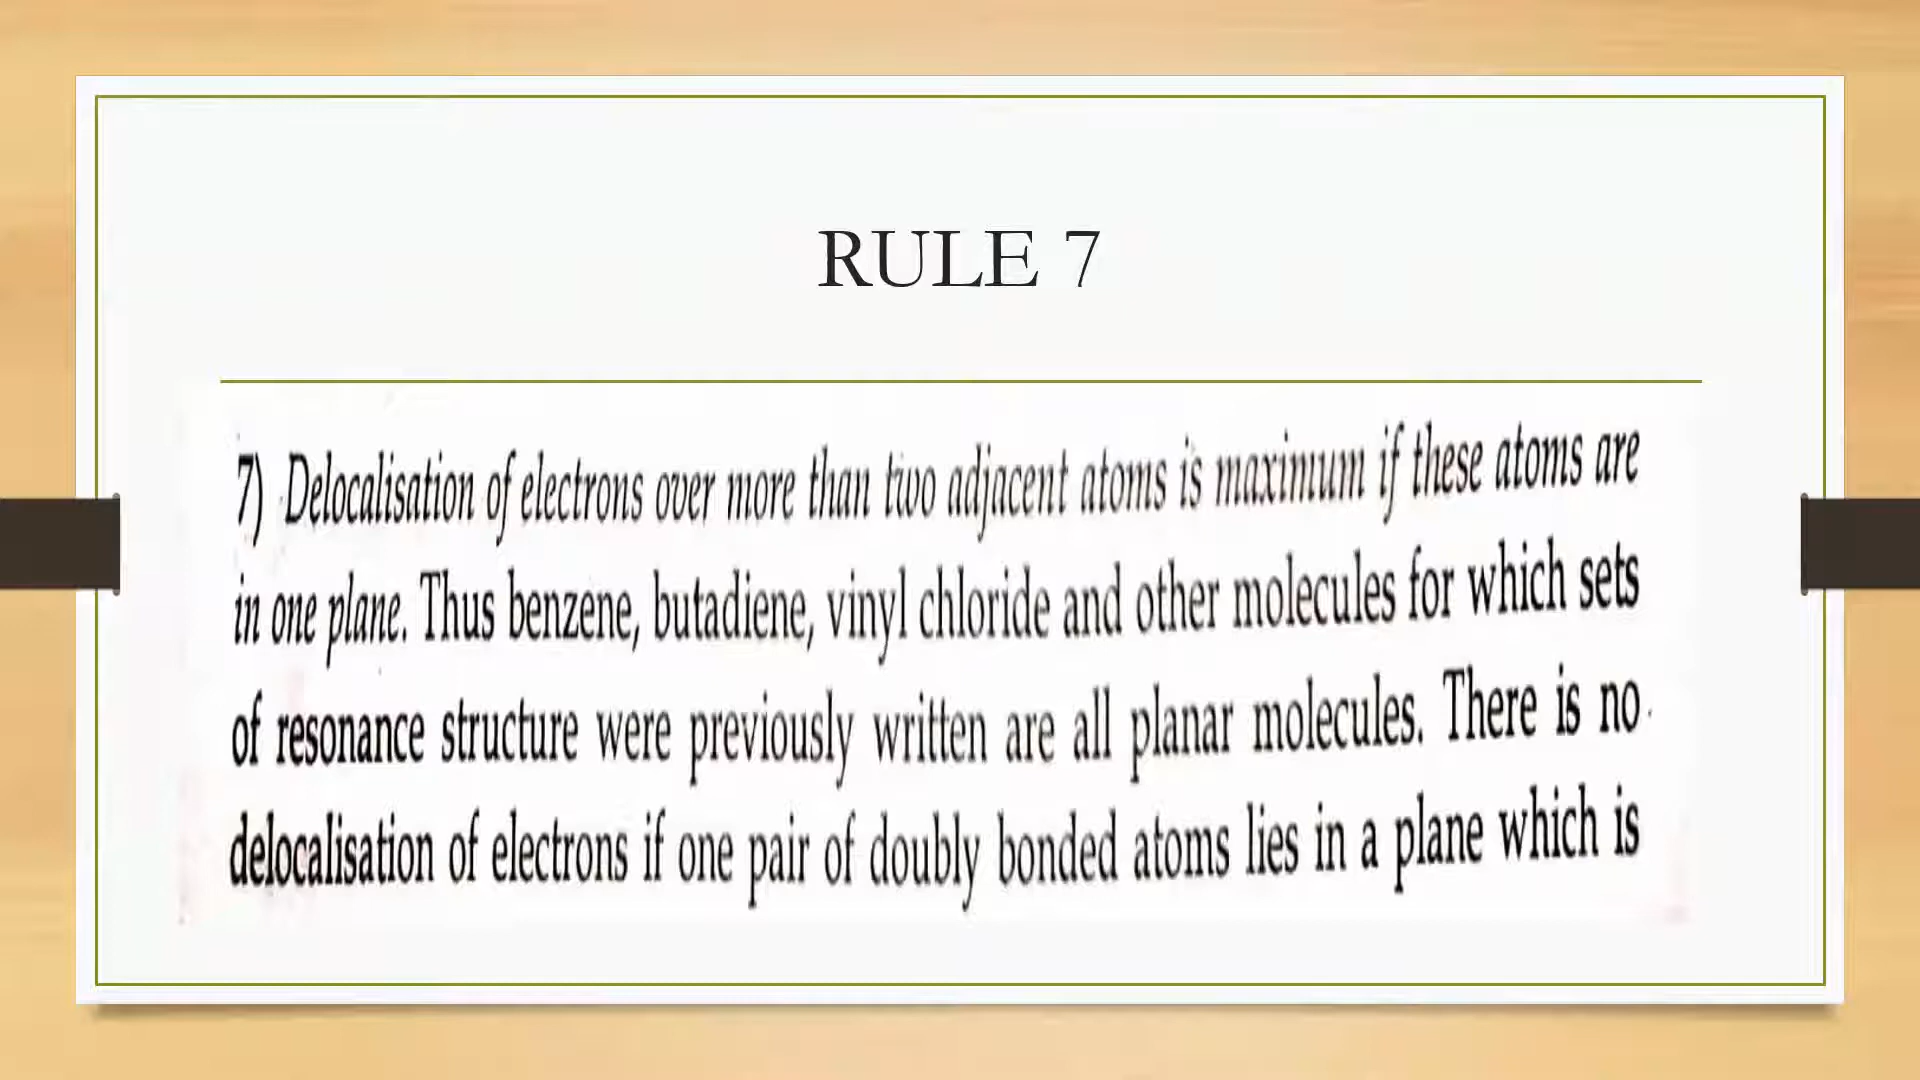 RULE 7
7) Delocalisation of electrons over more than two adjacent atoms is maximum if these atoms are
in one plane. Thus benzene, butadiene, vinyl chloride and other molecules for which sets
of resonance structure were previously written are all planar molecules. There is no
delocalisation of electrons if one pair of doubly bonded atoms lies in a plane which is